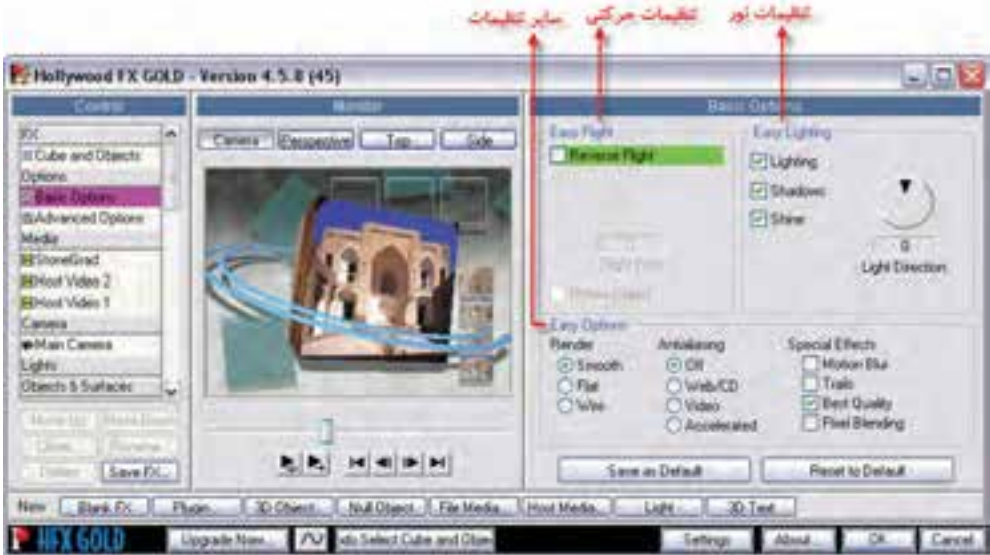 تنظیمات نور
تنظیمات حرکتی
سایر تنظیمات
Hollywood FX GOLD - Version 4.5.8 (45)
Control
Monitor
Basic Options
FX
Cube and Objects
Options
Basic Options
Advanced Options
Media
StoneGrad
Host Video 2
Host Video 1
Camera
Main Camera
Lights
Objects & Surfaces
Save FX...
Camera
Perspective
Top
Side
Easy Flight
Reverse Flight
Easy Lighting
Lighting
Shadows
Shine
0
Light Direction
Easy Options
Render
Smooth
Flat
Wire
Antialiasing
Off
Web/CD
Video
Accelerated
Special Effects
Motion Blur
Trails
Best Quality
Pixel Blending
Save as Default
Reset to Default
New
Blank FX
Plugin...
3D Object...
Null Object
File Media...
Host Media...
Light
3D Text
HFX GOLD
Upgrade Now...
Select Cube and Obje
Settings
About...
OK
Cancel